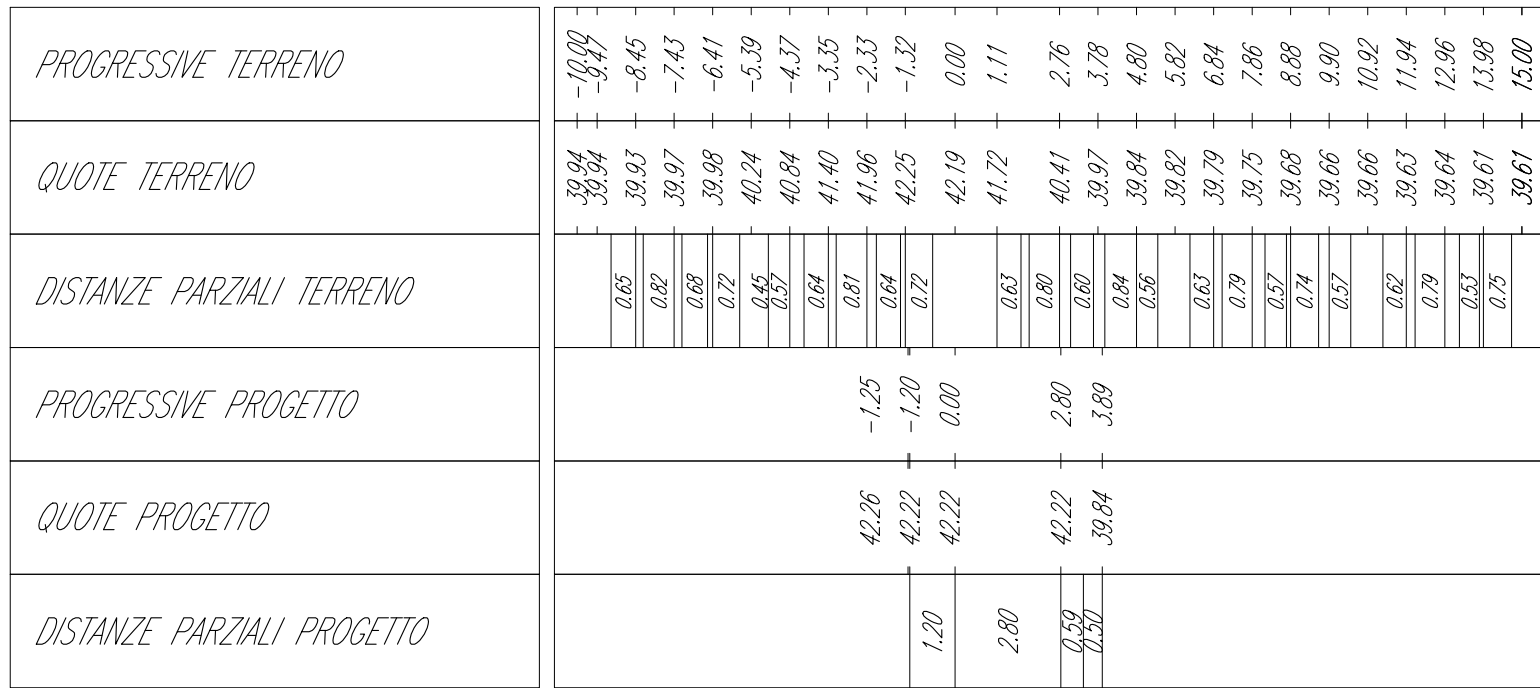 PROGRESSIVE TERRENO -10.00 -9.47 -8.45 -7.43 -6.41 -5.39 -4.37 -3.35 -2.33 -1.32 0.00 1.11 2.76 3.78 4.80 5.82 6.84 7.86 8.88 9.90 10.92 11.94 12.96 13.98 15.00
QUOTE TERRENO 39.94 39.94 39.93 39.97 39.98 40.24 40.84 41.40 41.96 42.25 42.19 41.72 40.41 39.97 39.84 39.82 39.79 39.75 39.68 39.66 39.66 39.63 39.64 39.61 39.61
DISTANZE PARZIALI TERRENO 0.65 0.82 0.68 0.72 0.45 0.57 0.64 0.81 0.64 0.72 0.63 0.80 0.60 0.84 0.56 0.63 0.79 0.57 0.74 0.57 0.62 0.79 0.53 0.75
PROGRESSIVE PROGETTO -1.25 -1.20 0.00 2.80 3.89
QUOTE PROGETTO 42.26 42.22 42.22 42.22 39.84
DISTANZE PARZIALI PROGETTO 1.20 2.80 0.59 0.50